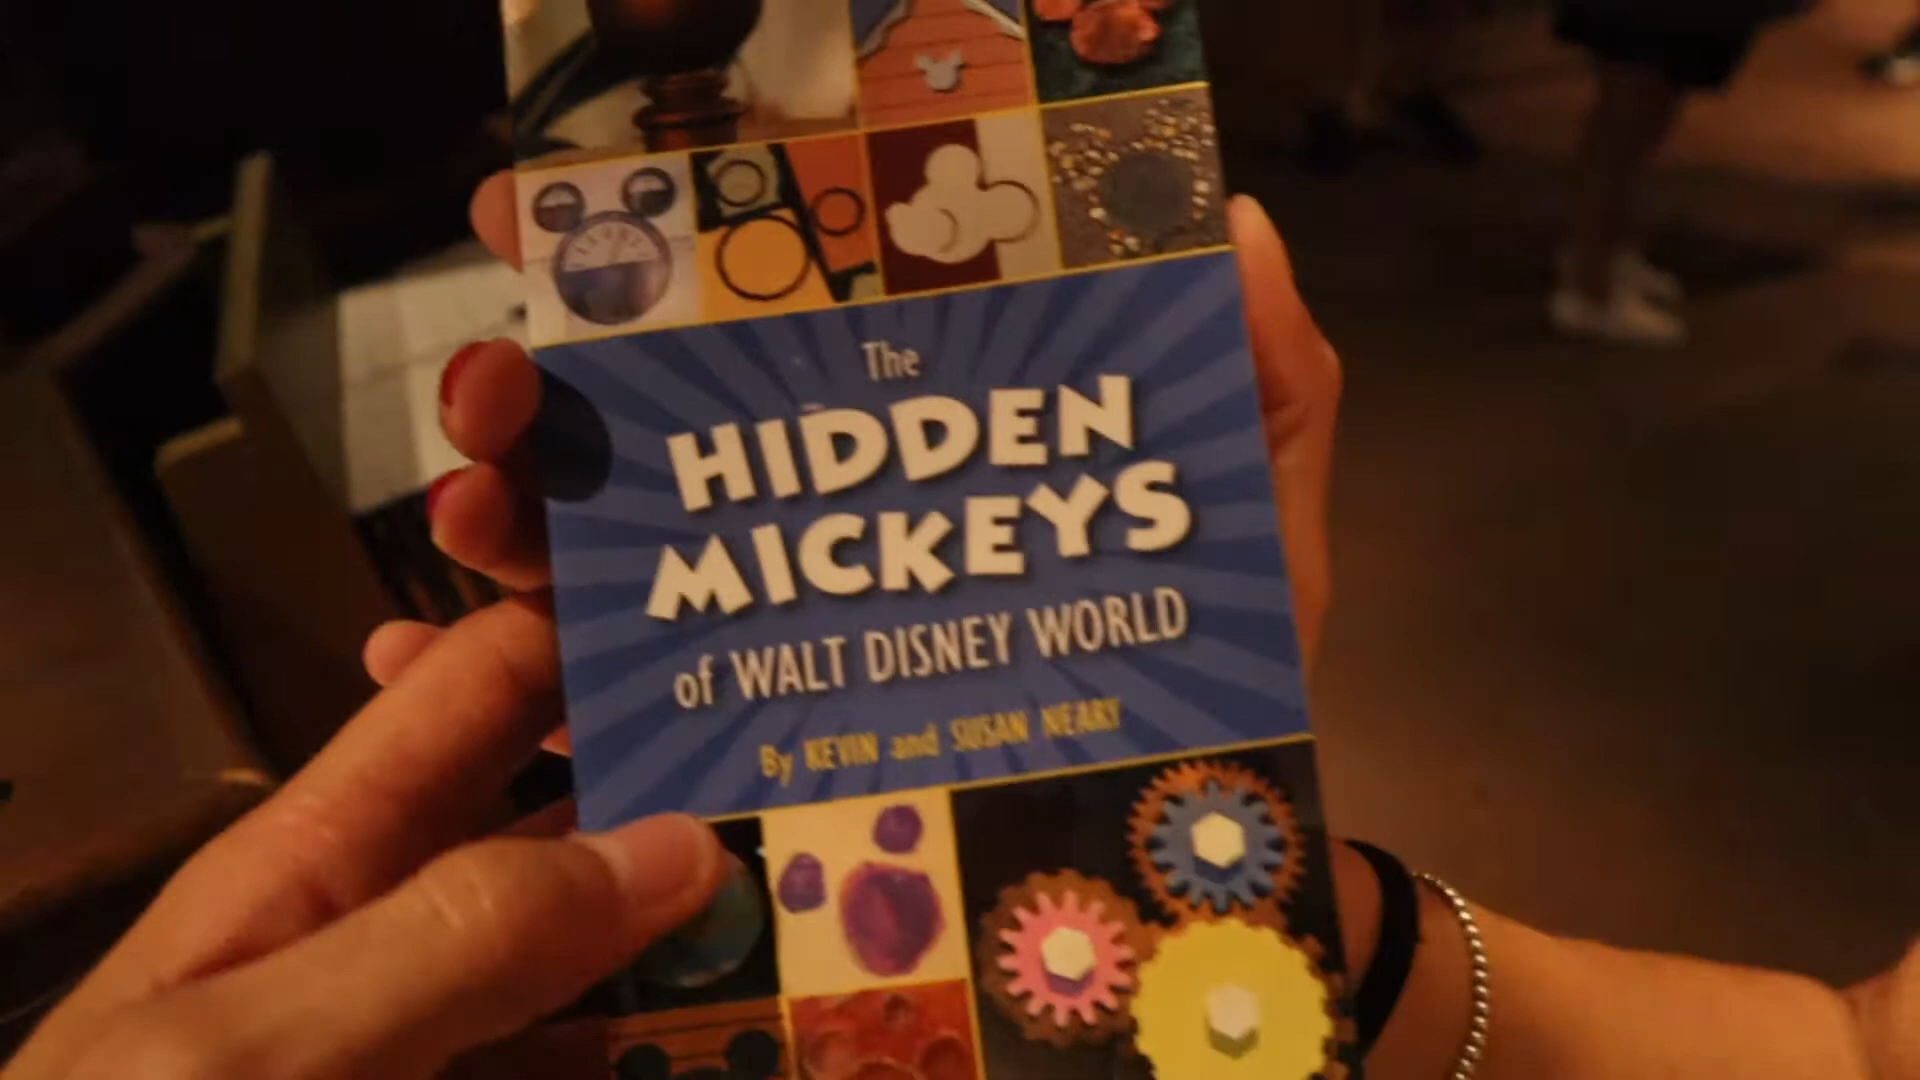 The
HIDDEN
MICKEYS
of WALT DISNEY WORLD
By KEVIN and SUSAN NEARY